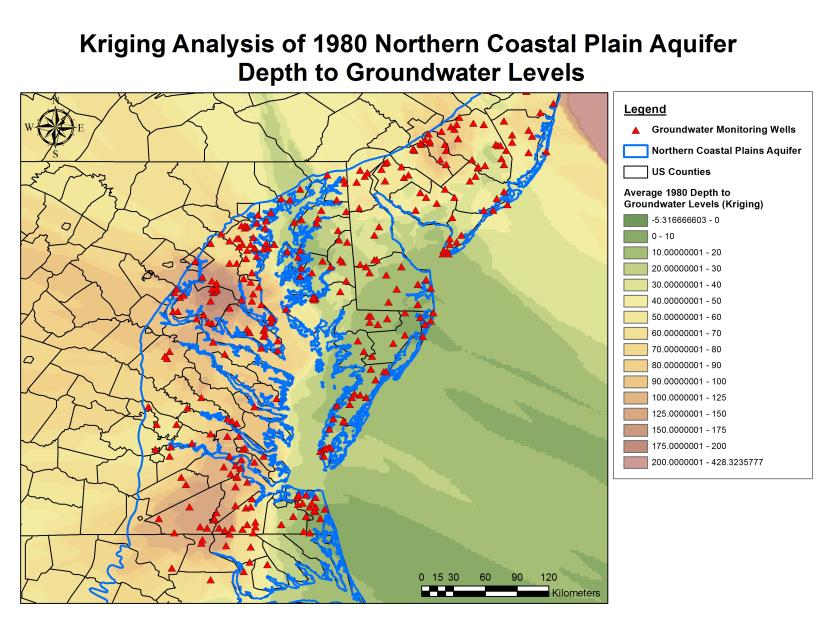 Kriging Analysis of 1980 Northern Coastal Plain Aquifer
Depth to Groundwater Levels
N
W E
S
Legend
Groundwater Monitoring Wells
Northern Coastal Plains Aquifer
US Counties
Average 1980 Depth to
Groundwater Levels (Kriging)
-5.316666603 - 0
0 - 10
10.00000001 - 20
20.00000001 - 30
30.00000001 - 40
40.00000001 - 50
50.00000001 - 60
60.00000001 - 70
70.00000001 - 80
80.00000001 - 90
90.00000001 - 100
100.0000001 - 125
125.0000001 - 150
150.0000001 - 175
175.0000001 - 200
200.0000001 - 428.3235777
0 15 30 60 90 120
Kilometers